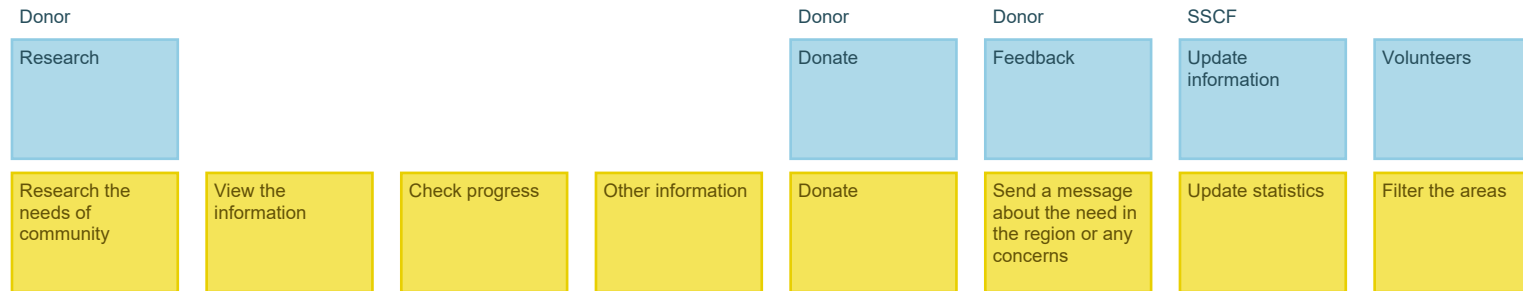 Donor
Donor
Donor
SSCF
Research
Donate
Feedback
Update
information
Volunteers
Research the
needs of
community
View the
information
Check progress
Other information
Donate
Send a message
about the need in
the region or any
concerns
Update statistics
Filter the areas